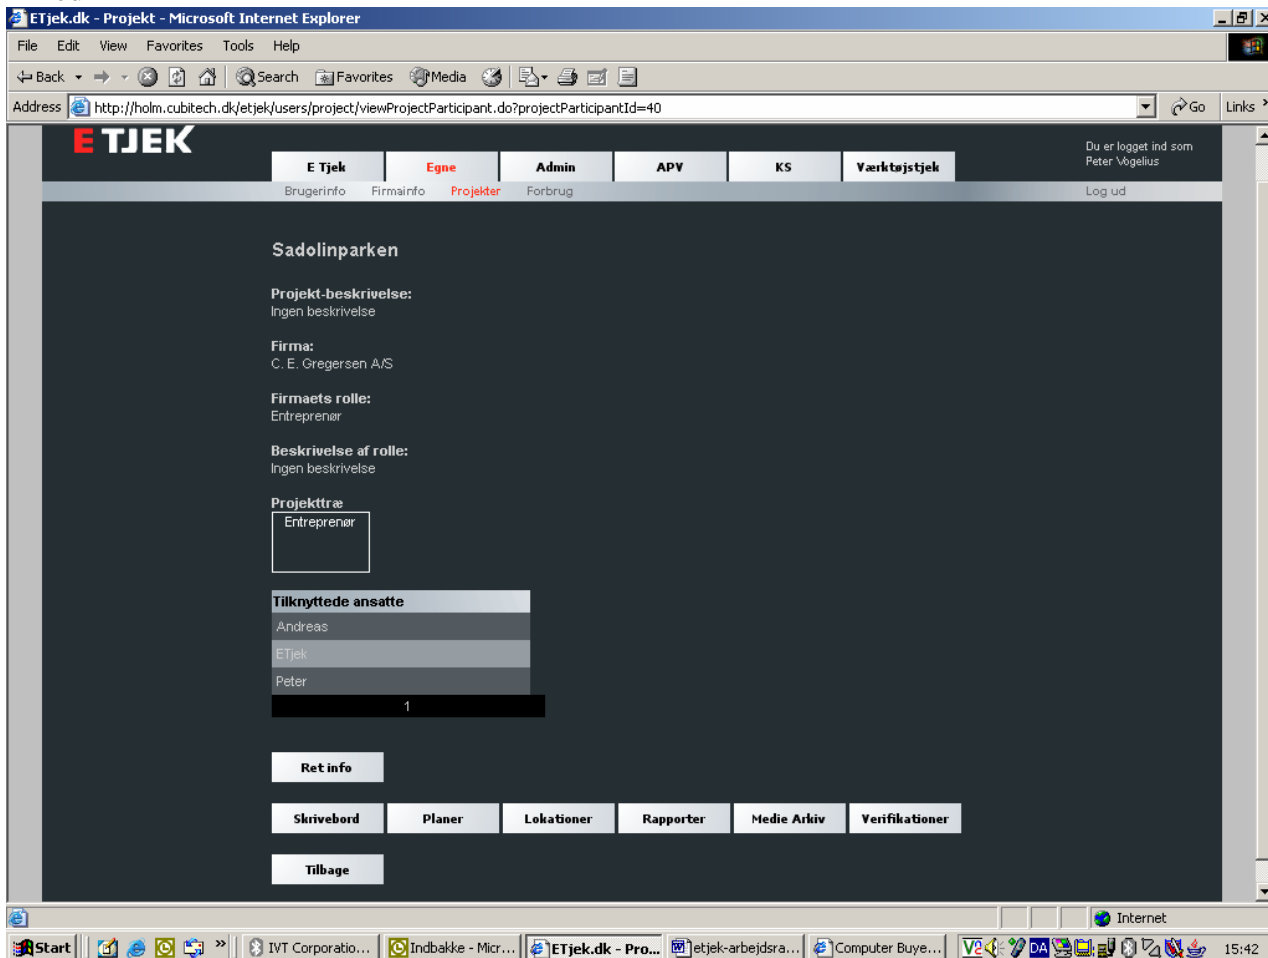 ETjek.dk - Projekt - Microsoft Internet Explorer
File Edit View Favorites Tools Help
Back Search Favorites Media
Address http://holm.cubitech.dk/etjek/users/project/viewProjectParticipant.do?projectParticipantId=40 Go Links
E TJEK
Du er logget ind som
Peter Vogelius
E Tjek Egne Admin APV KS Værktøjstjek
Brugerinfo Firmainfo Projekter Forbrug Log ud
Sadolinparken
Projekt-beskrivelse:
Ingen beskrivelse
Firma:
C. E. Gregersen A/S
Firmaets rolle:
Entreprenør
Beskrivelse af rolle:
Ingen beskrivelse
Projekttræ
Entreprenør
Tilknyttede ansatte
Andreas
ETjek
Peter
1
Ret info
Skrivebord Planer Lokationer Rapporter Medie Arkiv Verifikationer
Tilbage
Internet
Start IVT Corporatio... Indbakke - Micr... ETjek.dk - Pro... etjek-arbejdsra... Computer Buye... DA 15:42